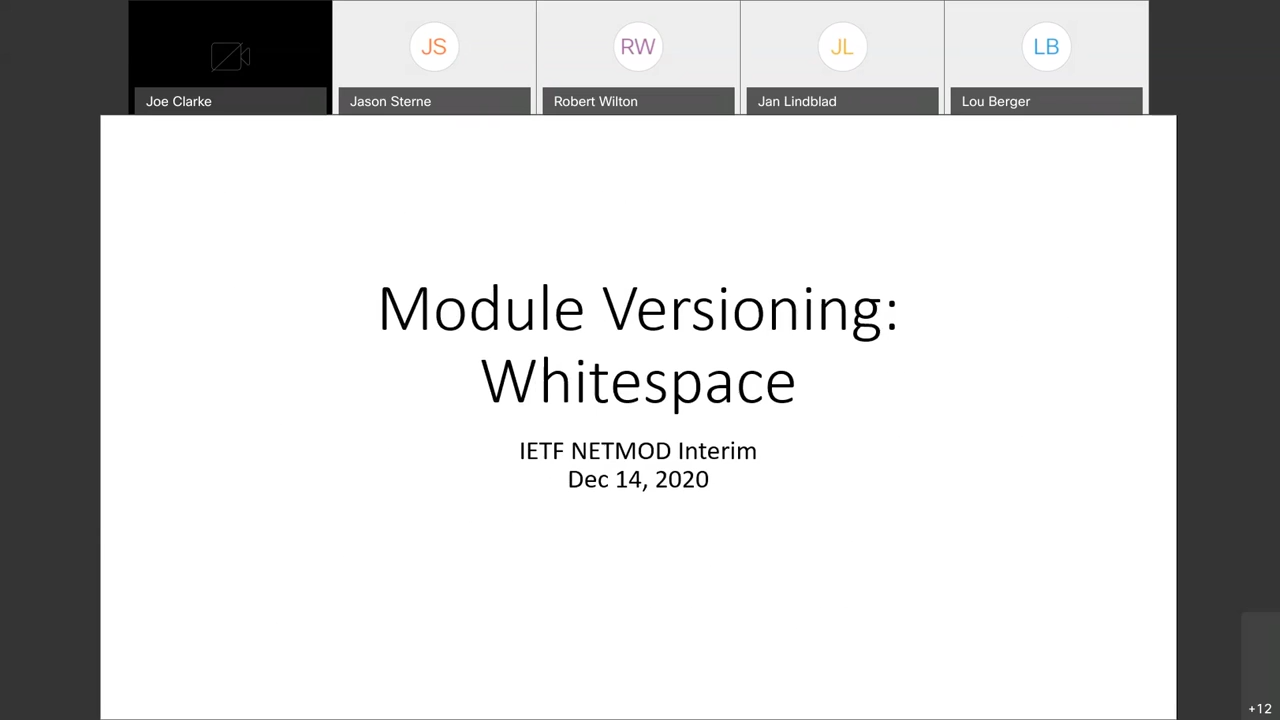 JS
RW
JL
LB
Joe Clarke
Jason Sterne
Robert Wilton
Jan Lindblad
Lou Berger
Module Versioning:
Whitespace
IETF NETMOD Interim
Dec 14, 2020
+12